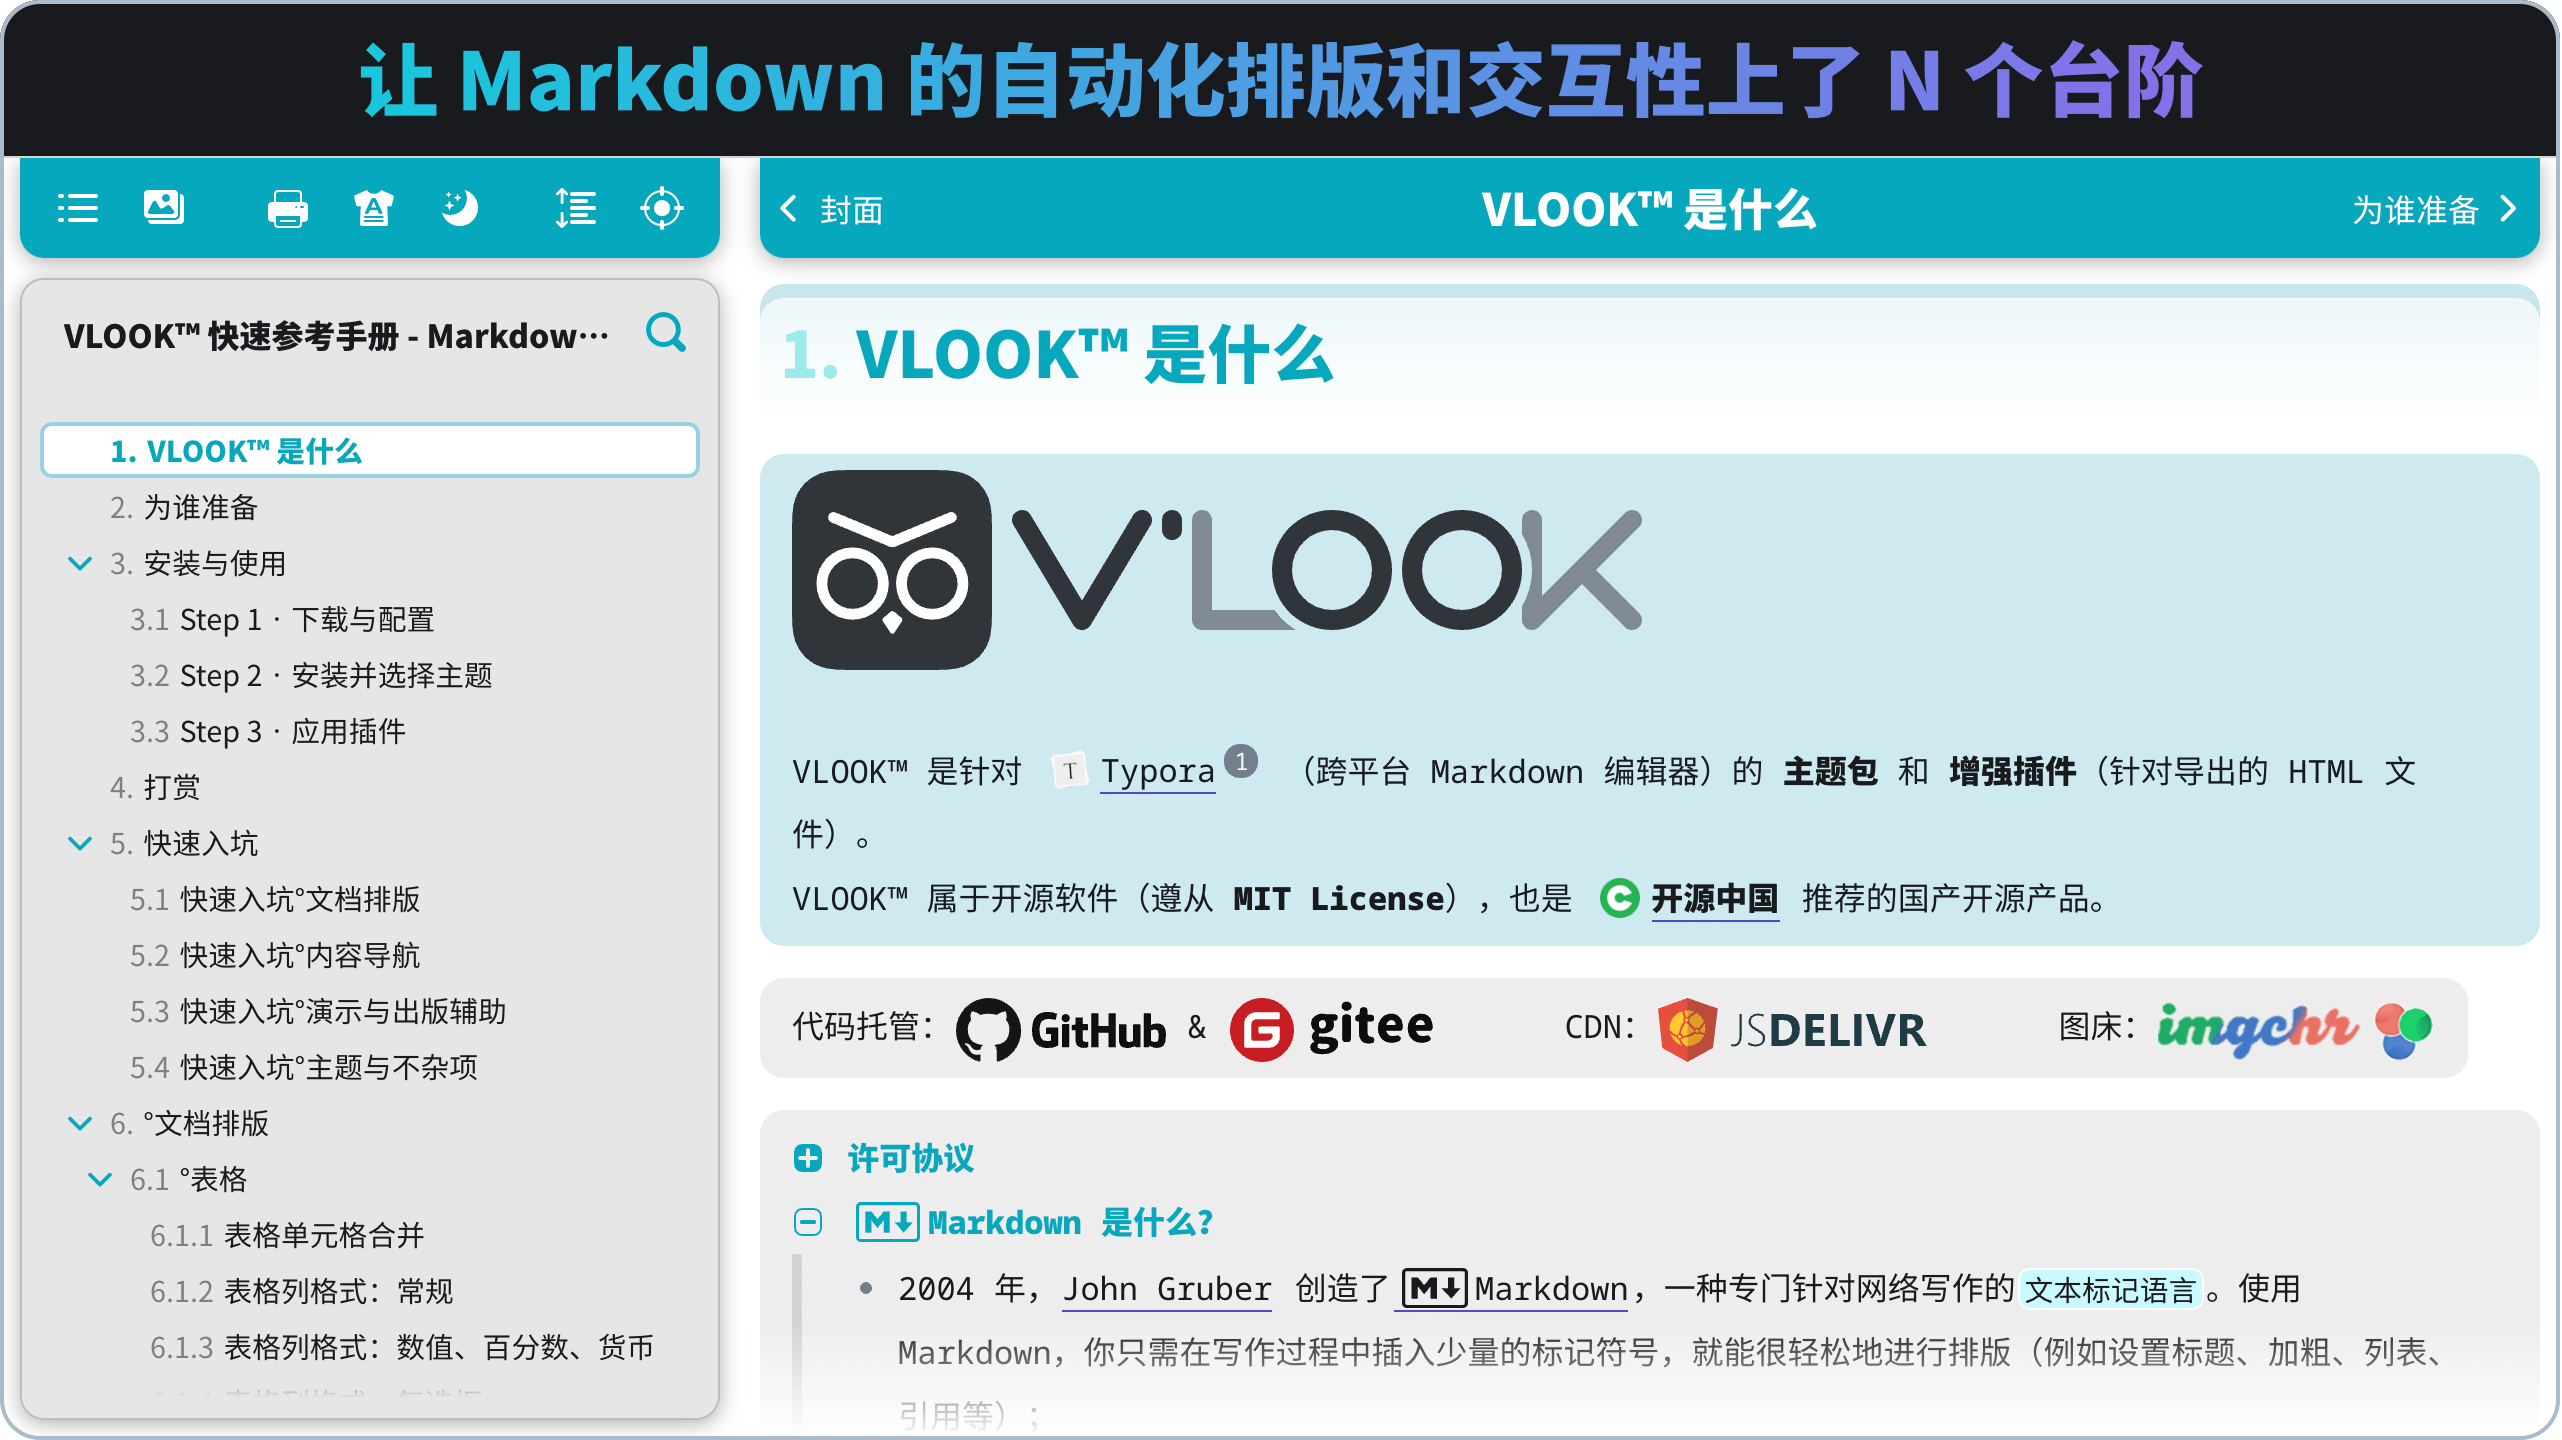 让 Markdown 的自动化排版和交互性上了 N 个台阶
封面
VLOOK™ 是什么
为谁准备
VLOOK™ 快速参考手册 - Markdow…
1. VLOOK™ 是什么
2. 为谁准备
3. 安装与使用
3.1 Step 1 · 下载与配置
3.2 Step 2 · 安装并选择主题
3.3 Step 3 · 应用插件
4. 打赏
5. 快速入坑
5.1 快速入坑°文档排版
5.2 快速入坑°内容导航
5.3 快速入坑°演示与出版辅助
5.4 快速入坑°主题与不杂项
6. °文档排版
6.1 °表格
6.1.1 表格单元格合并
6.1.2 表格列格式：常规
6.1.3 表格列格式：数值、百分数、货币
1. VLOOK™ 是什么
V'LOOK
VLOOK™ 是针对 Typora 1 （跨平台 Markdown 编辑器）的 主题包 和 增强插件（针对导出的 HTML 文
件）。
VLOOK™ 属于开源软件（遵从 MIT License），也是 开源中国 推荐的国产开源产品。
代码托管： GitHub & gitee CDN： JSDELIVR 图床： imgchr
许可协议
M↓ Markdown 是什么？
2004 年，John Gruber 创造了 M↓ Markdown，一种专门针对网络写作的 文本标记语言 。使用
Markdown，你只需在写作过程中插入少量的标记符号，就能很轻松地进行排版（例如设置标题、加粗、列表、
引用等）；